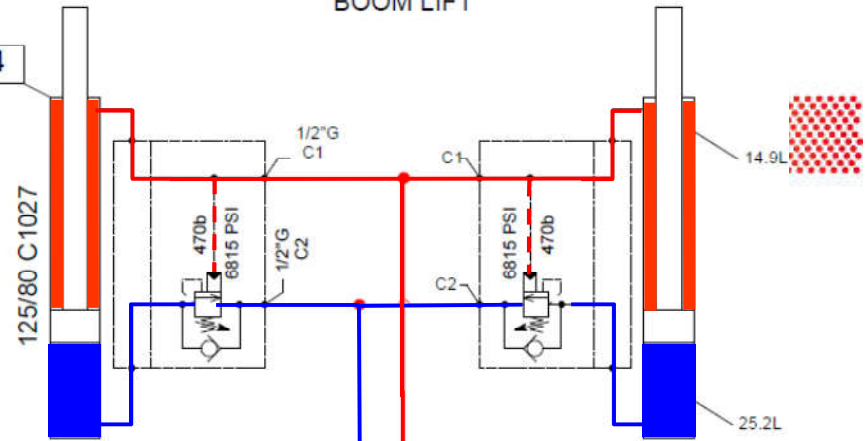 BOOM LIFT
4
1/2"G
C1
C1
14.9L
125/80 C1027
470b
6815 PSI
1/2"G
C2
6815 PSI
470b
C2
25.2L